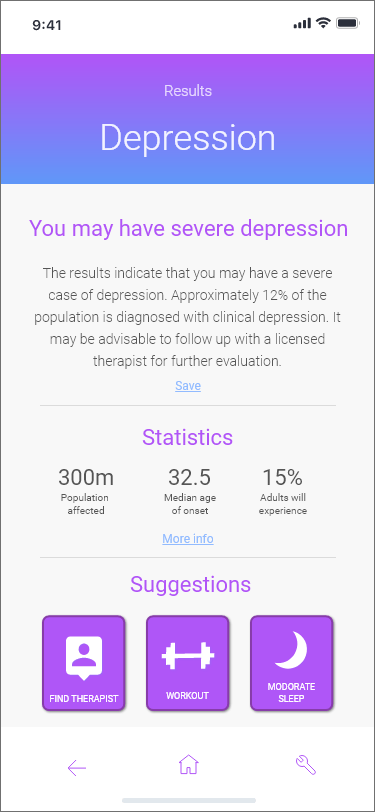 9:41
Results
Depression
You may have severe depression
The results indicate that you may have a severe
case of depression. Approximately 12% of the
population is diagnosed with clinical depression. It
may be advisable to follow up with a licensed
therapist for further evaluation.
Save
Statistics
300m 32.5 15%
Population Median age Adults will
affected of onset experience
More info
Suggestions
FIND THERAPIST WORKOUT MODORATE
SLEEP